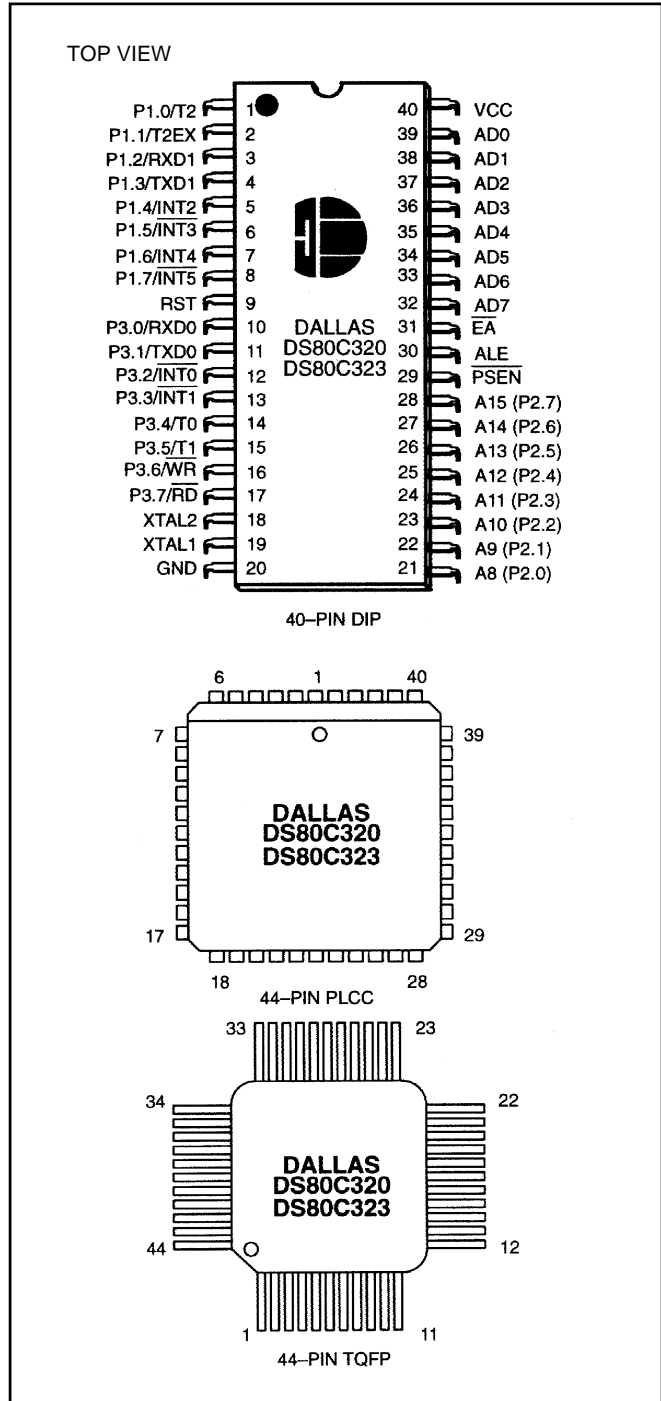 TOP VIEW
P1.0/T2 1 40 VCC
P1.1/T2EX 2 39 AD0
P1.2/RXD1 3 38 AD1
P1.3/TXD1 4 37 AD2
P1.4/INT2 5 36 AD3
P1.5/I̅N̅T̅3̅ 6 35 AD4
P1.6/INT4 7 34 AD5
P1.7/I̅N̅T̅5̅ 8 33 AD6
RST 9 32 AD7
P3.0/RXD0 10 31 E̅A̅
P3.1/TXD0 11 30 ALE
P3.2/I̅N̅T̅0̅ 12 29 P̅S̅E̅N̅
P3.3/I̅N̅T̅1̅ 13 28 A15 (P2.7)
P3.4/T0 14 27 A14 (P2.6)
P3.5/T1 15 26 A13 (P2.5)
P3.6/W̅R̅ 16 25 A12 (P2.4)
P3.7/R̅D̅ 17 24 A11 (P2.3)
XTAL2 18 23 A10 (P2.2)
XTAL1 19 22 A9 (P2.1)
GND 20 21 A8 (P2.0)
DALLAS
DS80C320
DS80C323
40–PIN DIP
6 1 40
7 39
DALLAS
DS80C320
DS80C323
17 29
18 28
44–PIN PLCC
33 23
34 22
DALLAS
DS80C320
DS80C323
44 12
1 11
44–PIN TQFP